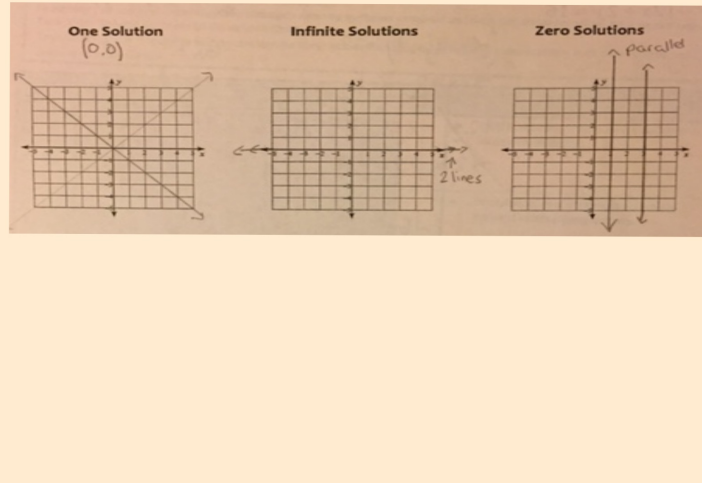 One Solution
(0,0)
Infinite Solutions
2 lines
Zero Solutions
parallel